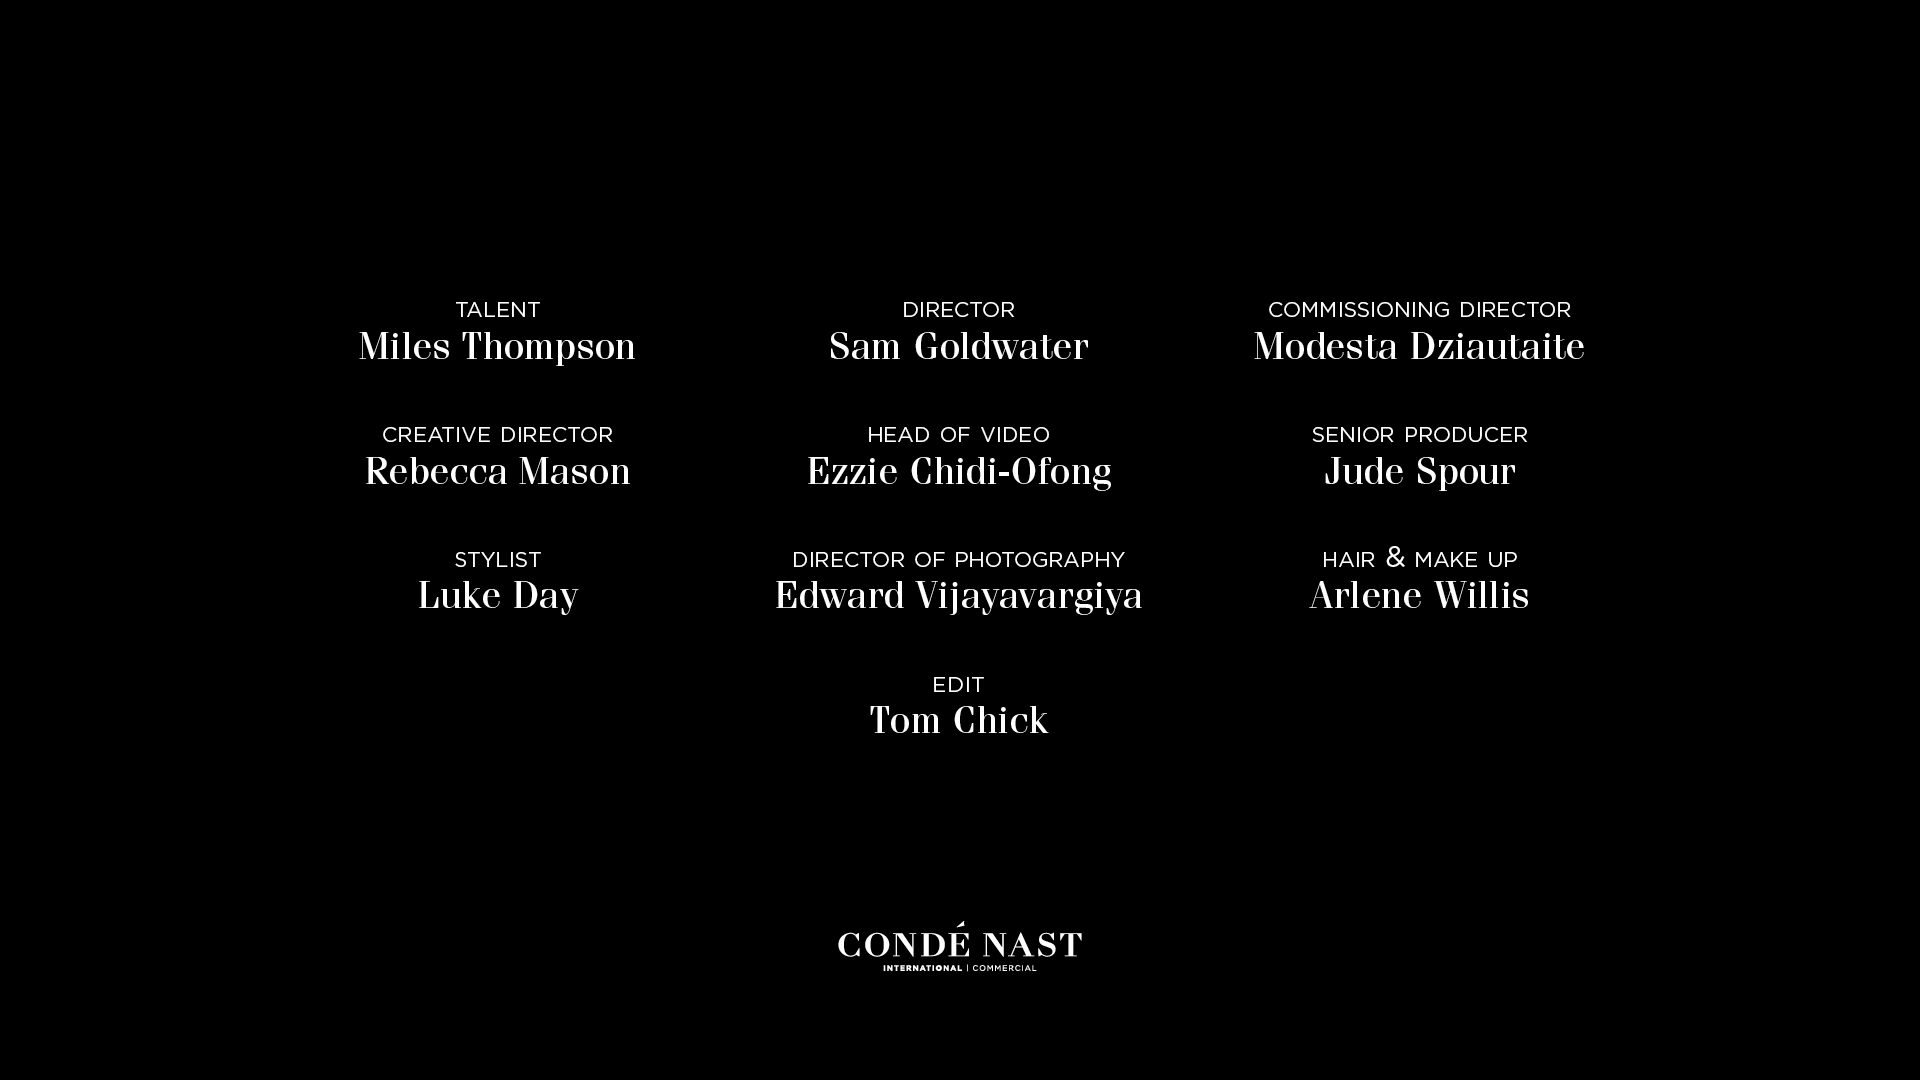 TALENT
Miles Thompson
DIRECTOR
Sam Goldwater
COMMISSIONING DIRECTOR
Modesta Dziautaite
CREATIVE DIRECTOR
Rebecca Mason
HEAD OF VIDEO
Ezzie Chidi-Ofong
SENIOR PRODUCER
Jude Spour
STYLIST
Luke Day
DIRECTOR OF PHOTOGRAPHY
Edward Vijayavargiya
HAIR & MAKE UP
Arlene Willis
EDIT
Tom Chick
CONDÉ NAST
INTERNATIONAL | COMMERCIAL